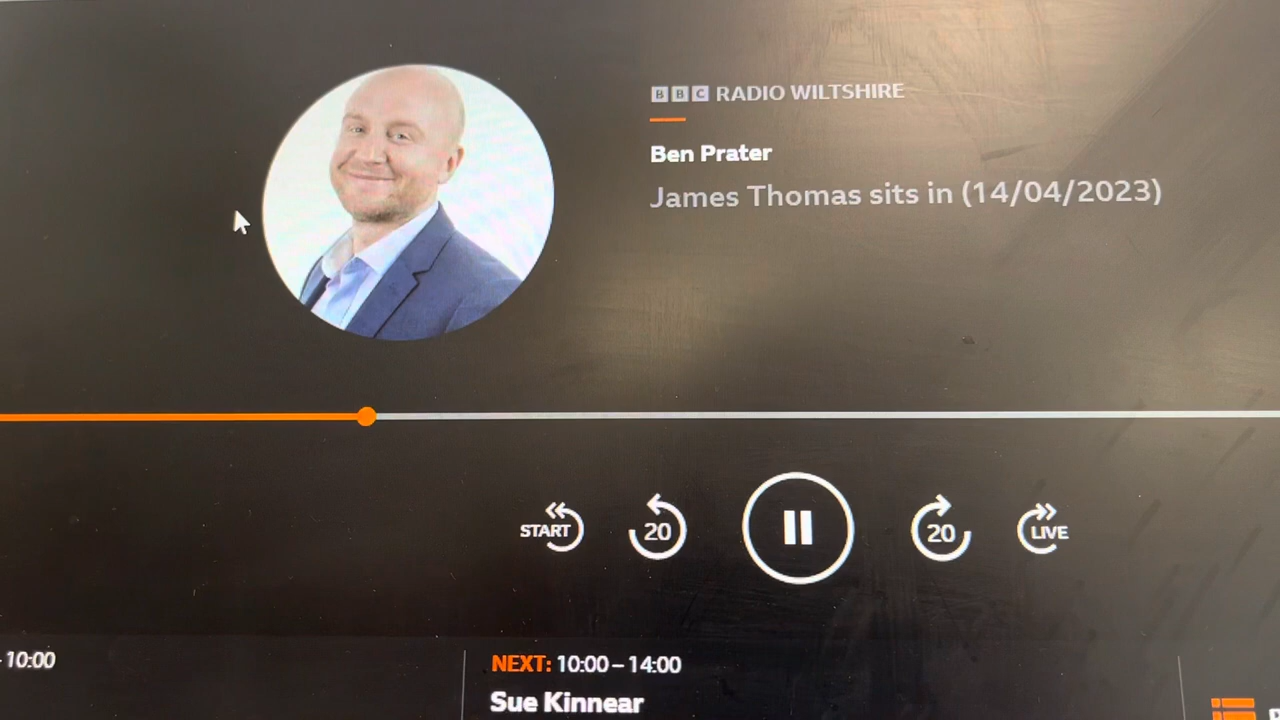 BBC RADIO WILTSHIRE
Ben Prater
James Thomas sits in (14/04/2023)
START
20
20
LIVE
- 10:00
NEXT: 10:00 – 14:00
Sue Kinnear